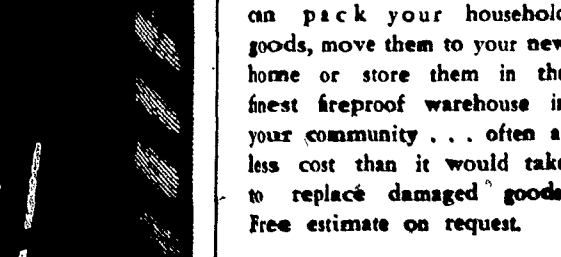 can pack your household
goods, move them to your new
home or store them in the
finest fireproof warehouse in
your community . . . often at
less cost than it would take
to replace damaged goods.
Free estimate on request.